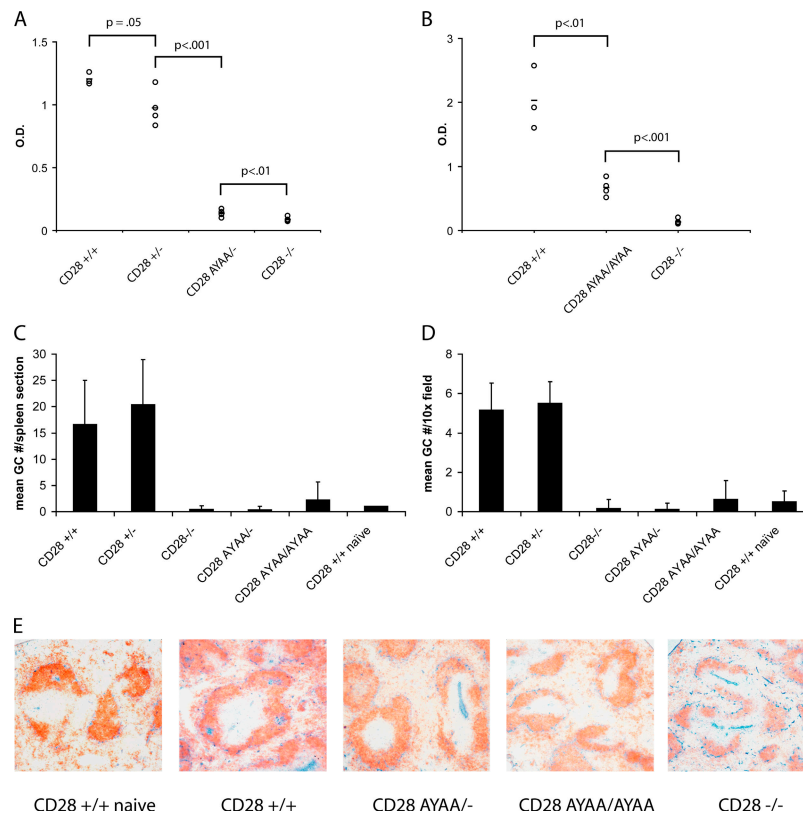 A
p = .05
p<.001
p<.01
1.5
1
0.5
0
O.D.
CD28 +/+
CD28 +/-
CD28 AYAA/-
CD28 -/-
B
p<.01
p<.001
3
2
1
0
O.D.
CD28 +/+
CD28 AYAA/AYAA
CD28 -/-
C
30
25
20
15
10
5
0
mean GC #/spleen section
CD28 +/+
CD28 +/-
CD28-/-
CD28 AYAA/-
CD28 AYAA/AYAA
CD28 +/+ naïve
D
8
6
4
2
0
mean GC #/10x field
CD28 +/+
CD28 +/-
CD28-/-
CD28 AYAA/-
CD28 AYAA/AYAA
CD28 +/+ naïve
E
CD28 +/+ naive
CD28 +/+
CD28 AYAA/-
CD28 AYAA/AYAA
CD28 -/-